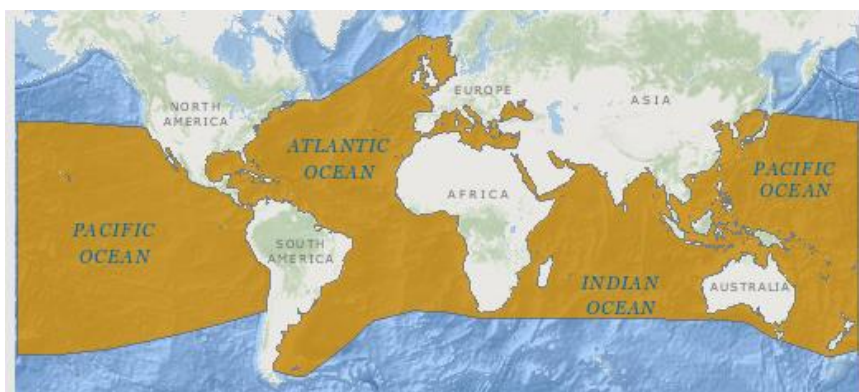 NORTH
AMERICA
EUROPE
ASIA
ATLANTIC
OCEAN
PACIFIC
OCEAN
AFRICA
PACIFIC
OCEAN
SOUTH
AMERICA
INDIAN
OCEAN
AUSTRALIA